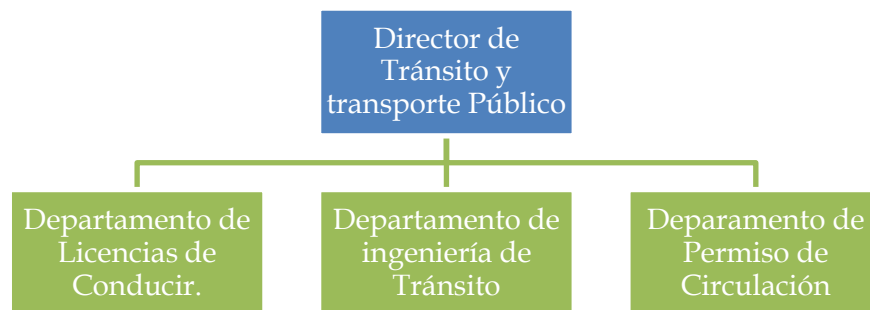 Director de
Tránsito y
transporte Público
Departamento de
Licencias de
Conducir.
Departamento de
ingeniería de
Tránsito
Deparamento de
Permiso de
Circulación